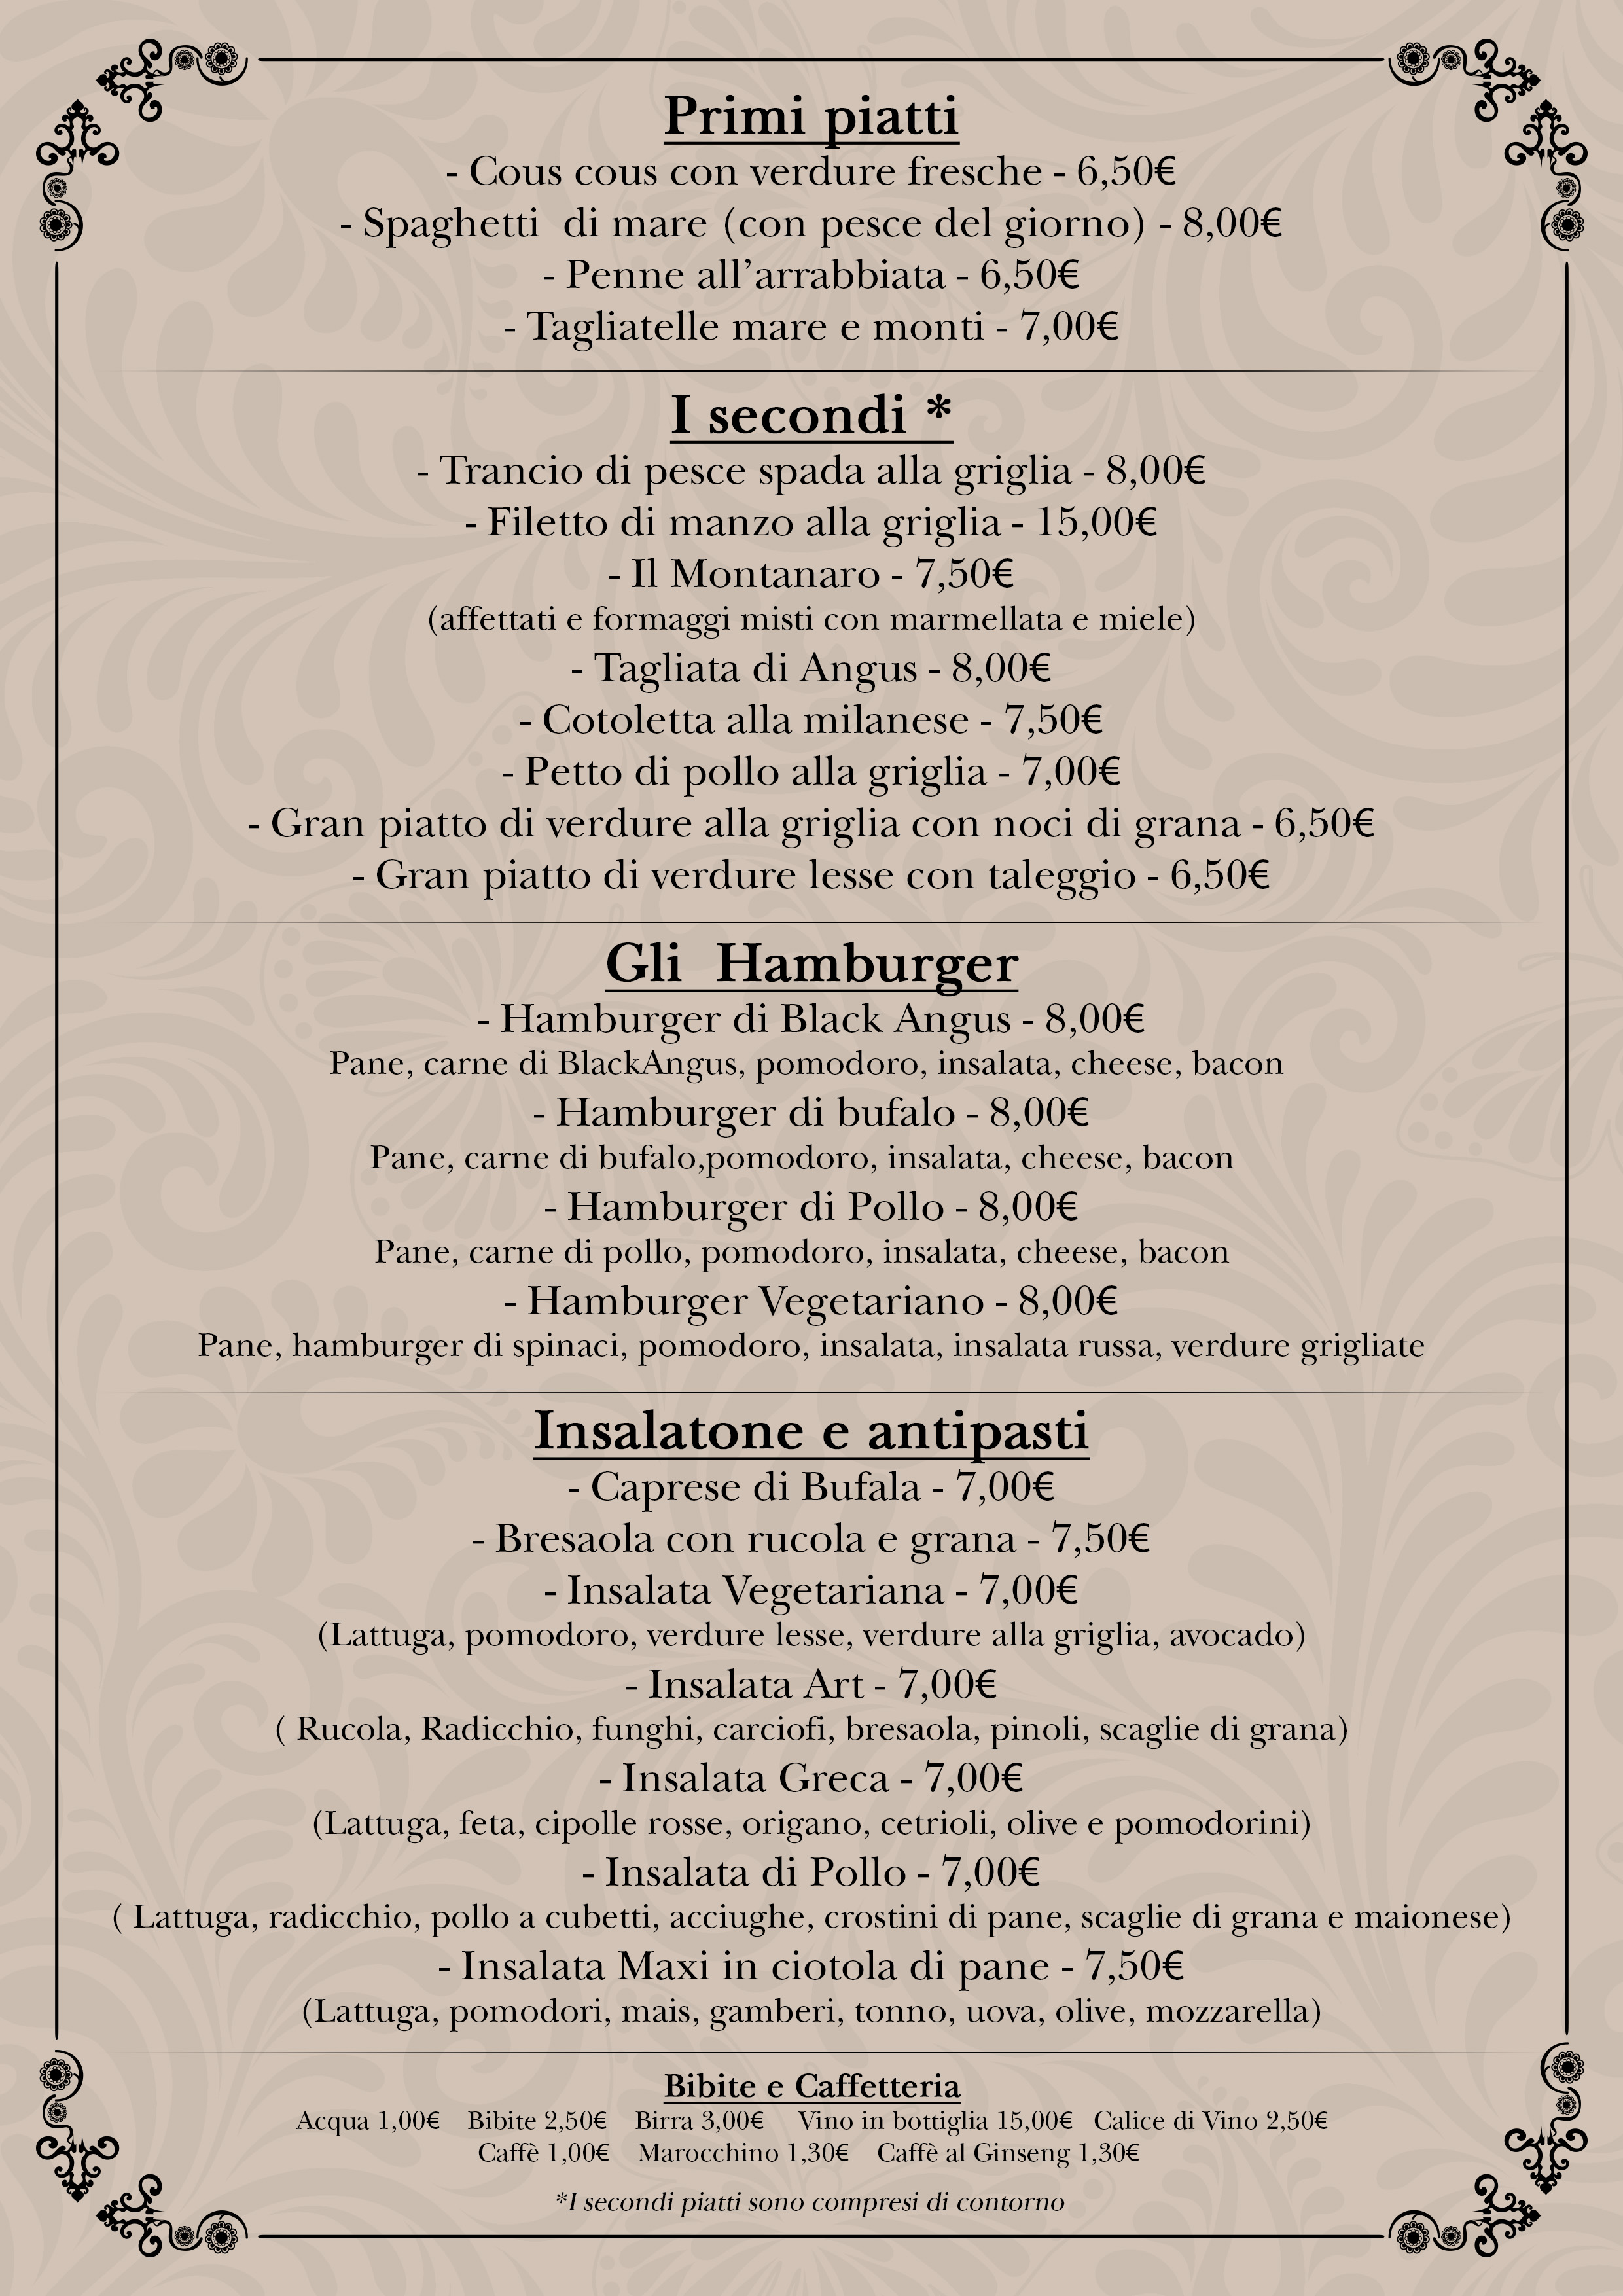 Primi piatti
- Cous cous con verdure fresche - 6,50€
- Spaghetti  di mare (con pesce del giorno) - 8,00€
- Penne all’arrabbiata - 6,50€
- Tagliatelle mare e monti - 7,00€
I secondi *
- Trancio di pesce spada alla griglia - 8,00€
- Filetto di manzo alla griglia - 15,00€
- Il Montanaro - 7,50€
(affettati e formaggi misti con marmellata e miele)
- Tagliata di Angus - 8,00€
- Cotoletta alla milanese - 7,50€
- Petto di pollo alla griglia - 7,00€
- Gran piatto di verdure alla griglia con noci di grana - 6,50€
- Gran piatto di verdure lesse con taleggio - 6,50€
Gli  Hamburger
- Hamburger di Black Angus - 8,00€
Pane, carne di BlackAngus, pomodoro, insalata, cheese, bacon
- Hamburger di bufalo - 8,00€
Pane, carne di bufalo,pomodoro, insalata, cheese, bacon
- Hamburger di Pollo - 8,00€
Pane, carne di pollo, pomodoro, insalata, cheese, bacon
- Hamburger Vegetariano - 8,00€
Pane, hamburger di spinaci, pomodoro, insalata, insalata russa, verdure grigliate
Insalatone e antipasti
- Caprese di Bufala - 7,00€
- Bresaola con rucola e grana - 7,50€
- Insalata Vegetariana - 7,00€
(Lattuga, pomodoro, verdure lesse, verdure alla griglia, avocado)
- Insalata Art - 7,00€
( Rucola, Radicchio, funghi, carciofi, bresaola, pinoli, scaglie di grana)
- Insalata Greca - 7,00€
(Lattuga, feta, cipolle rosse, origano, cetrioli, olive e pomodorini)
- Insalata di Pollo - 7,00€
( Lattuga, radicchio, pollo a cubetti, acciughe, crostini di pane, scaglie di grana e maionese)
- Insalata Maxi in ciotola di pane - 7,50€
(Lattuga, pomodori, mais, gamberi, tonno, uova, olive, mozzarella)
Bibite e Caffetteria
Acqua 1,00€    Bibite 2,50€    Birra 3,00€    Vino in bottiglia 15,00€   Calice di Vino 2,50€
Caffè 1,00€    Marocchino 1,30€    Caffè al Ginseng 1,30€
*I secondi piatti sono compresi di contorno